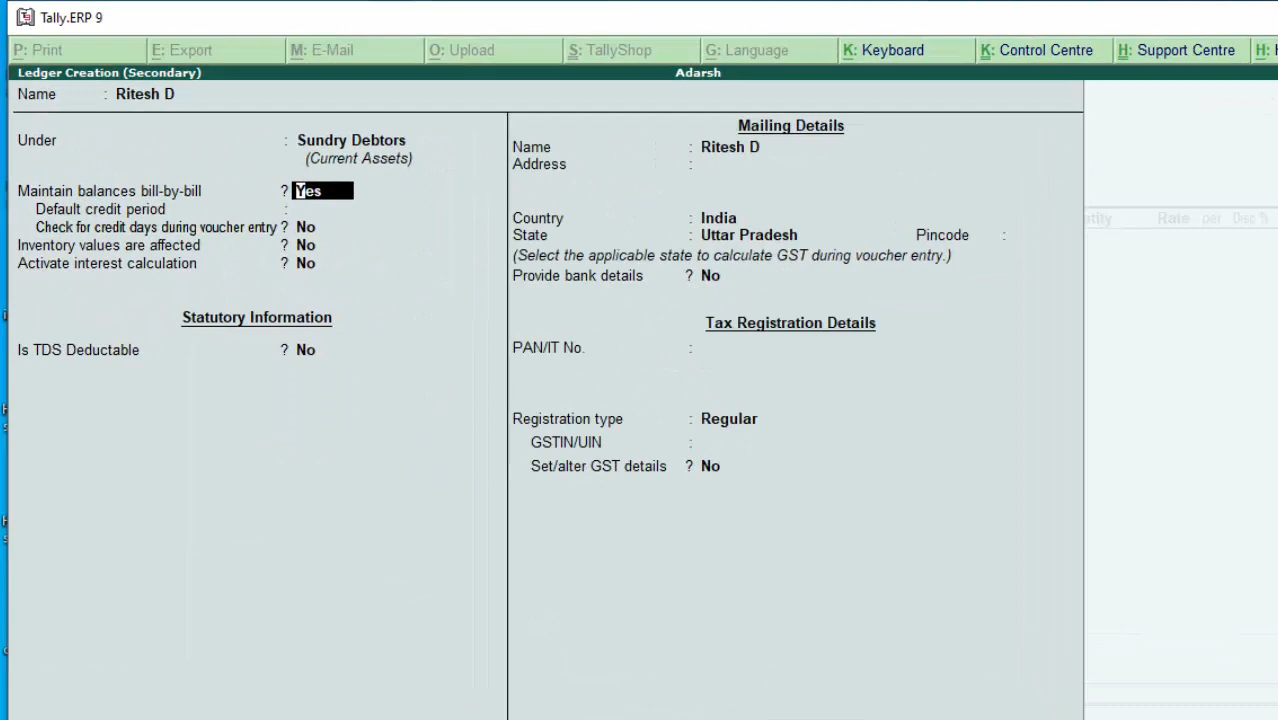 Tally.ERP 9
P: Print E: Export M: E-Mail O: Upload S: TallyShop G: Language K: Keyboard K: Control Centre H: Support Centre H:
Ledger Creation (Secondary) Adarsh
Name : Ritesh D
Under : Sundry Debtors
(Current Assets)
Maintain balances bill-by-bill ? Yes
Default credit period :
Check for credit days during voucher entry ? No
Inventory values are affected ? No
Activate interest calculation ? No
Statutory Information
Is TDS Deductable ? No
Mailing Details
Name : Ritesh D
Address :
Country : India
State : Uttar Pradesh Pincode :
(Select the applicable state to calculate GST during voucher entry.)
Provide bank details ? No
Tax Registration Details
PAN/IT No. :
Registration type : Regular
GSTIN/UIN :
Set/alter GST details ? No
Rate per Disc %